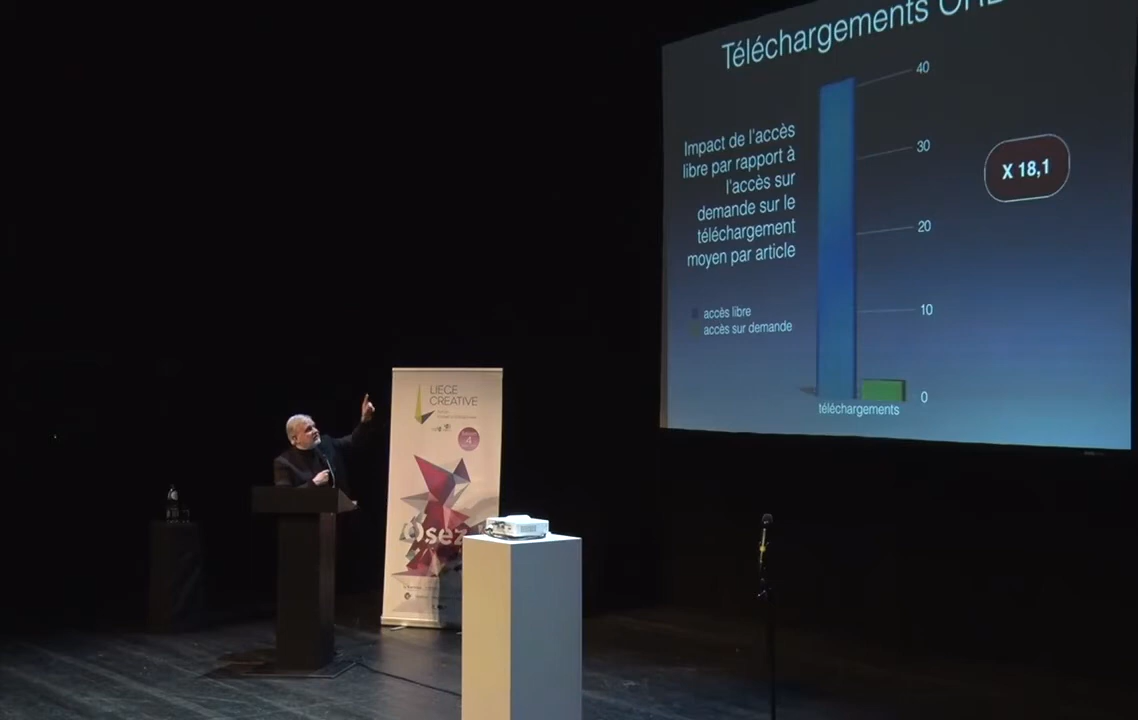 Téléchargements
40
Impact de l'accès
libre par rapport à
l'accès sur
demande sur le
téléchargement
moyen par article
30
X 18,1
20
accès libre
accès sur demande
10
0
téléchargements
LIEGE
CREATIVE
Osez